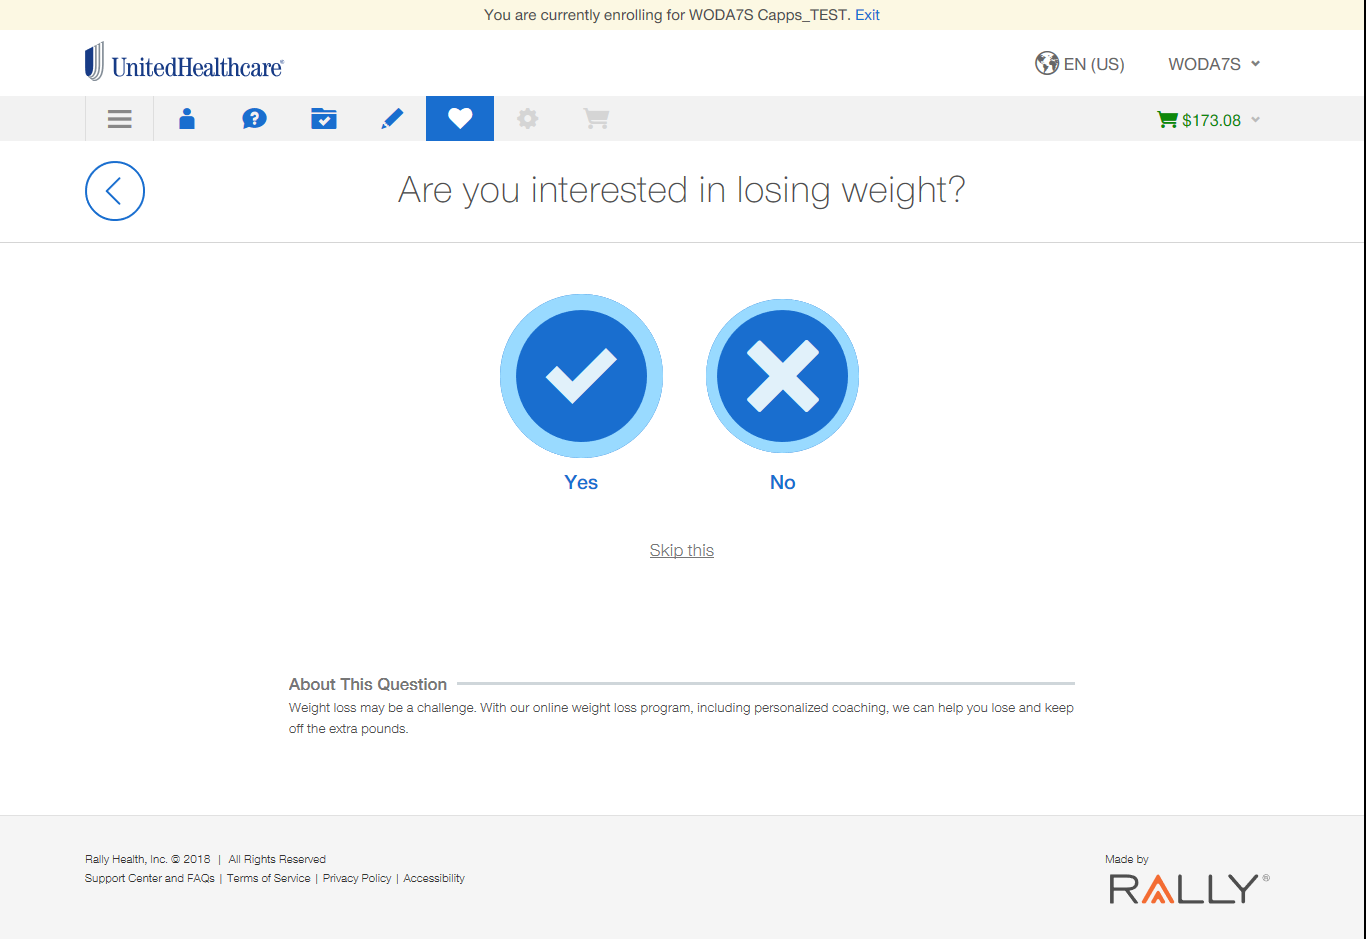 You are currently enrolling for WODA7S Capps_TEST. Exit
UnitedHealthcare®
EN (US)
WODA7S
$173.08
Are you interested in losing weight?
Yes
No
Skip this
About This Question
Weight loss may be a challenge. With our online weight loss program, including personalized coaching, we can help you lose and keep
off the extra pounds.
Rally Health, Inc. © 2018 | All Rights Reserved
Support Center and FAQs | Terms of Service | Privacy Policy | Accessibility
Made by
RALLY®